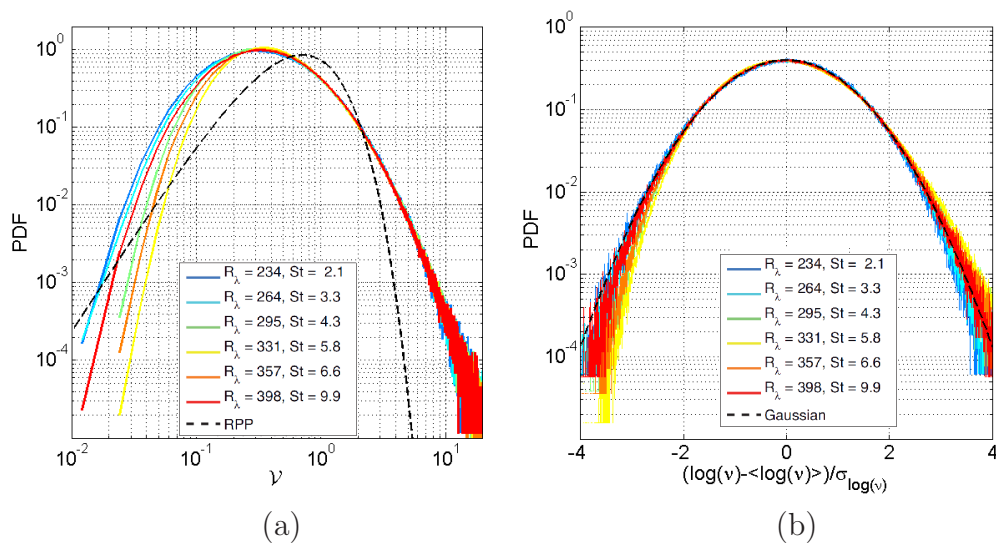 10^0
10^-1
10^-2
10^-3
10^-4
PDF
R_λ = 234, St = 2.1
R_λ = 264, St = 3.3
R_λ = 295, St = 4.3
R_λ = 331, St = 5.8
R_λ = 357, St = 6.6
R_λ = 398, St = 9.9
RPP
10^-2 10^-1 10^0 10^1
𝒱
(a)
10^0
10^-1
10^-2
10^-3
10^-4
PDF
R_λ = 234, St = 2.1
R_λ = 264, St = 3.3
R_λ = 295, St = 4.3
R_λ = 331, St = 5.8
R_λ = 357, St = 6.6
R_λ = 398, St = 9.9
Gaussian
-4 -2 0 2 4
(log(ν)-<log(ν)>)/σ_log(ν)
(b)